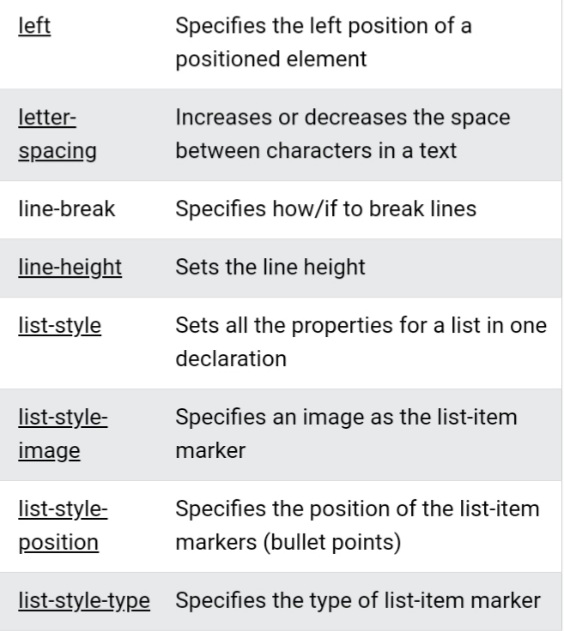 left Specifies the left position of a
positioned element
letter- Increases or decreases the space
spacing between characters in a text
line-break Specifies how/if to break lines
line-height Sets the line height
list-style Sets all the properties for a list in one
declaration
list-style- Specifies an image as the list-item
image marker
list-style- Specifies the position of the list-item
position markers (bullet points)
list-style-type Specifies the type of list-item marker